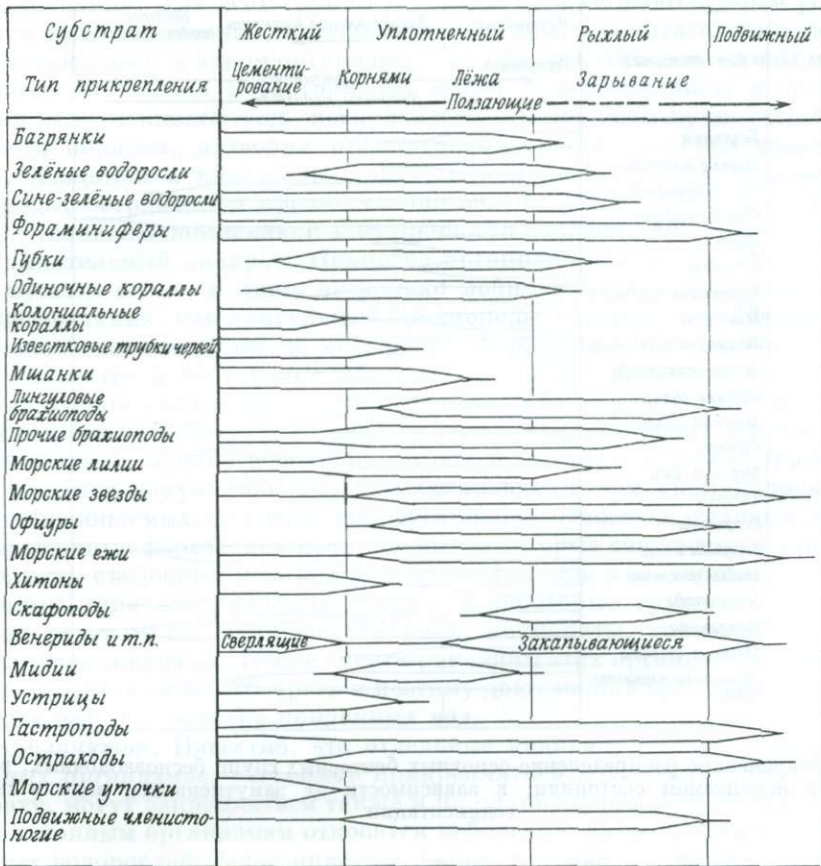 Субстрат Жесткий Уплотненный Рыхлый Подвижный
Тип прикрепления Цементи- Корнями Лёжа Зарывание
рование
Ползающие
Багрянки
Зелёные водоросли
Сине-зелёные водоросли
Фораминиферы
Губки
Одиночные кораллы
Колониальные
кораллы
Известковые трубки червей
Мшанки
Лингуловые
брахиоподы
Прочие брахиоподы
Морские лилии
Морские звезды
Офиуры
Морские ежи
Хитоны
Скафоподы
Венериды и т.п. Сверлящие Закапывающиеся
Мидии
Устрицы
Гастроподы
Остракоды
Морские уточки
Подвижные членисто-
ногие